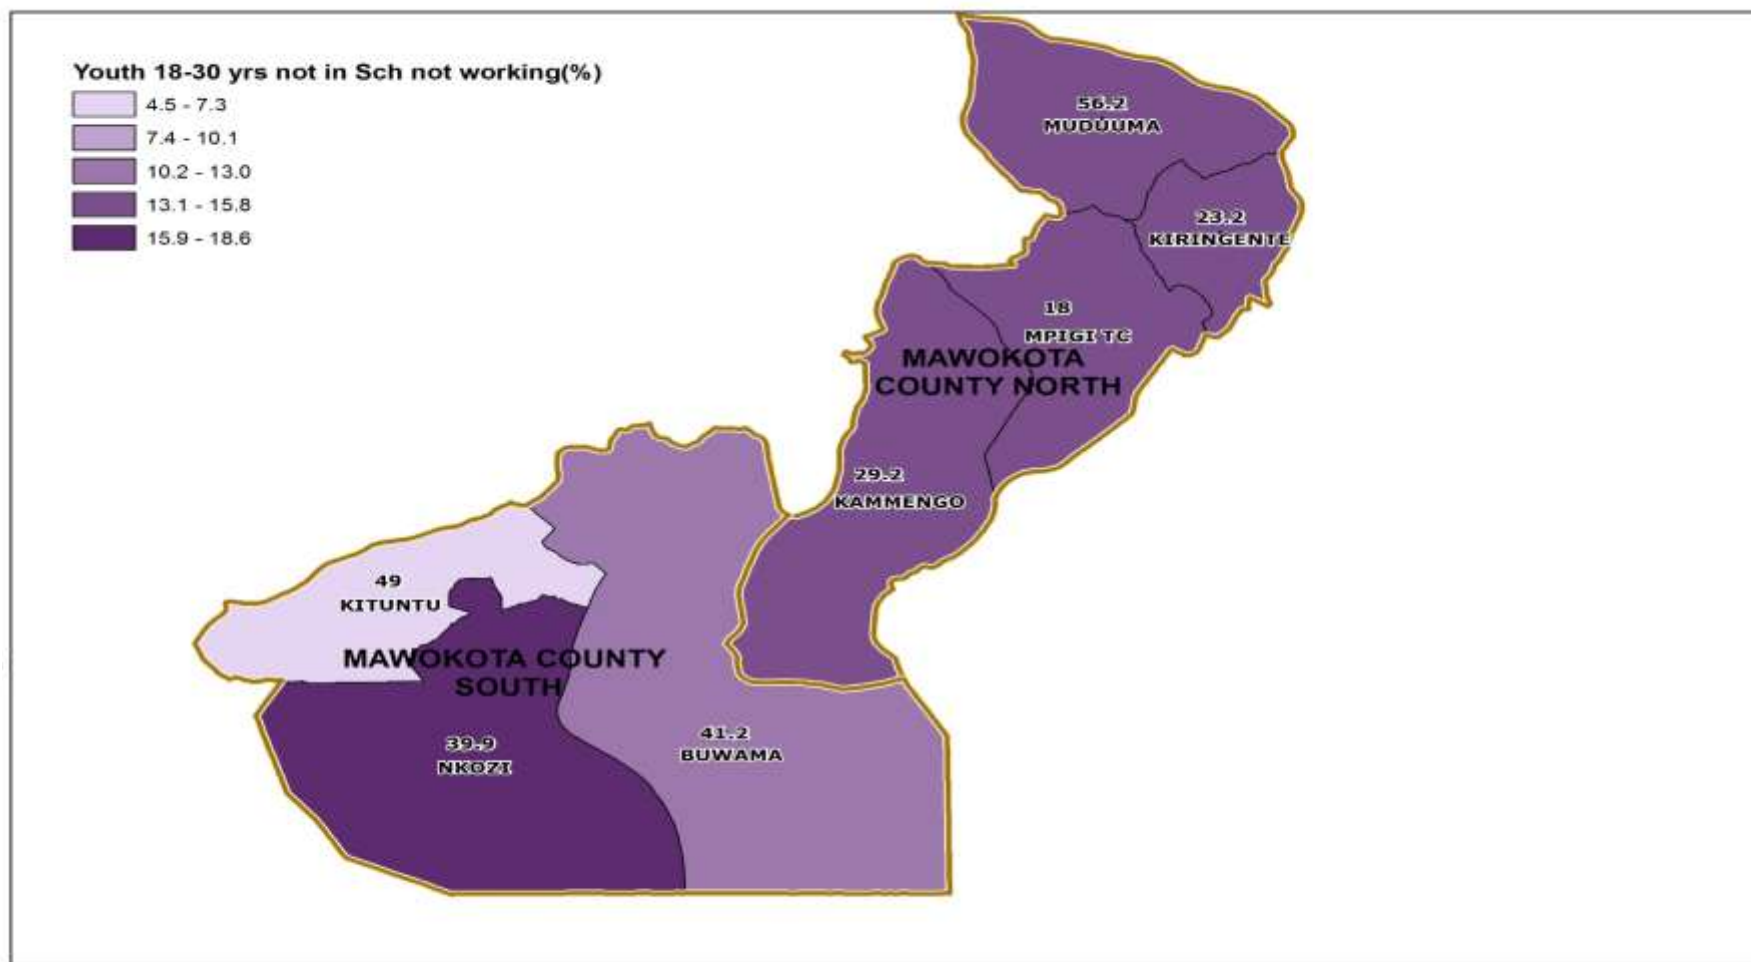 Youth 18-30 yrs not in Sch not working(%)
4.5 - 7.3
7.4 - 10.1
10.2 - 13.0
13.1 - 15.8
15.9 - 18.6
56.2
MUDUUMA
23.2
KIRINGENTE
18
MPIGI TC
MAWOKOTA
COUNTY NORTH
29.2
KAMMENGO
49
KITUNTU
MAWOKOTA COUNTY
SOUTH
39.9
NKOZI
41.2
BUWAMA